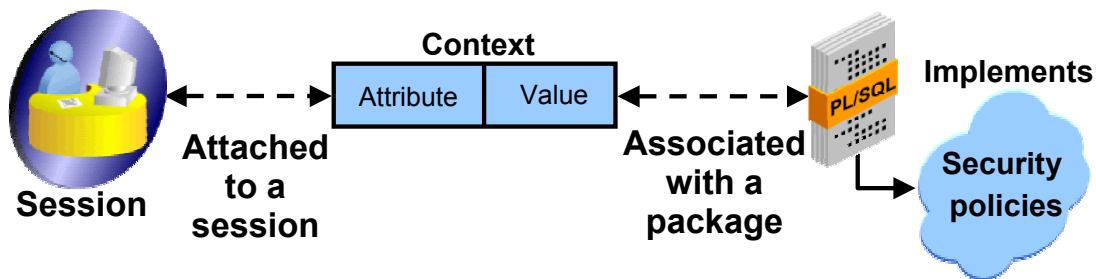 Context
Attribute
Value
Session
Attached
to a
session
Associated
with a
package
PL/SQL
Implements
Security
policies